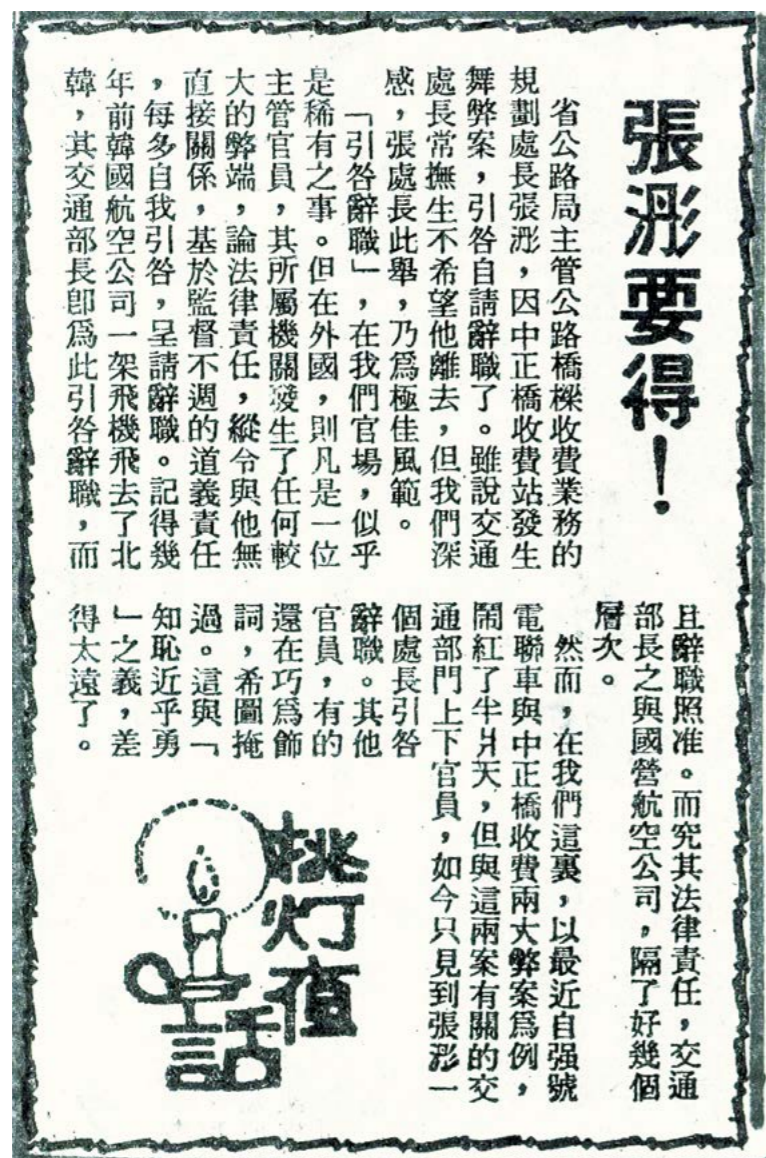 張浵要得！
省公路局主管公路橋樑收費業務的
規劃處長張浵，因中正橋收費站發生
舞弊案，引咎自請辭職了。雖說交通
處長常撫生不希望他離去，但我們深
感，張處長此舉，乃爲極佳風範。
「引咎辭職」，在我們官場，似乎
是稀有之事。但在外國，則凡是一位
主管官員，其所屬機關發生了任何較
大的弊端，論法律責任，縱令與他無
直接關係，基於監督不週的道義責任
，每多自我引咎，呈請辭職。記得幾
年前韓國航空公司一架飛機飛去了北
韓，其交通部長卽爲此引咎辭職，而
且辭職照准。而究其法律責任，交通
部長之與國營航空公司，隔了好幾個
層次。
然而，在我們這裏，以最近自强號
電聯車與中正橋收費兩大弊案爲例，
鬧紅了半爿天，但與這兩案有關的交
通部門上下官員，如今只見到張浵一
個處長引咎
辭職。其他
官員，有的
還在巧爲飾
詞，希圖掩
過。這與「
知恥近乎勇
」之義，差
得太遠了。
挑灯夜話